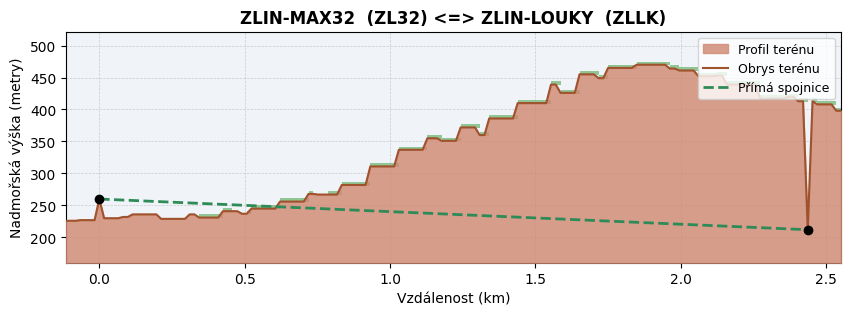 ZLIN-MAX32  (ZL32) <=> ZLIN-LOUKY  (ZLLK)
Profil terénu
Obrys terénu
Přímá spojnice
Nadmořská výška (metry)
500
450
400
350
300
250
200
0.0
0.5
1.0
1.5
2.0
2.5
Vzdálenost (km)